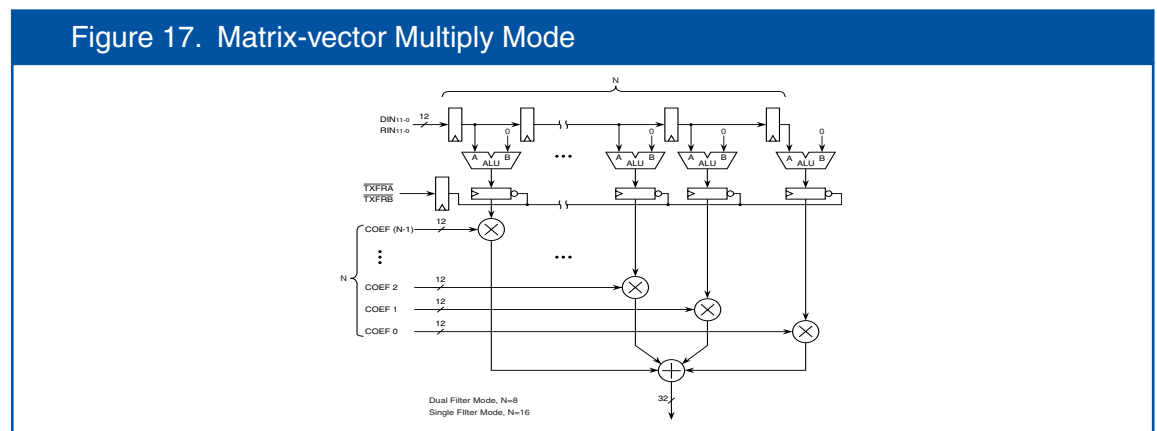 Figure 17. Matrix-vector Multiply Mode
N
DIN11-0
RIN11-0
12
0 0 0 0
A B A B A B A B
ALU ALU ALU ALU
TXFRA
TXFRB
COEF (N-1) 12
N
COEF 2 12
COEF 1 12
COEF 0 12
32
Dual Filter Mode, N=8
Single FIlter Mode, N=16